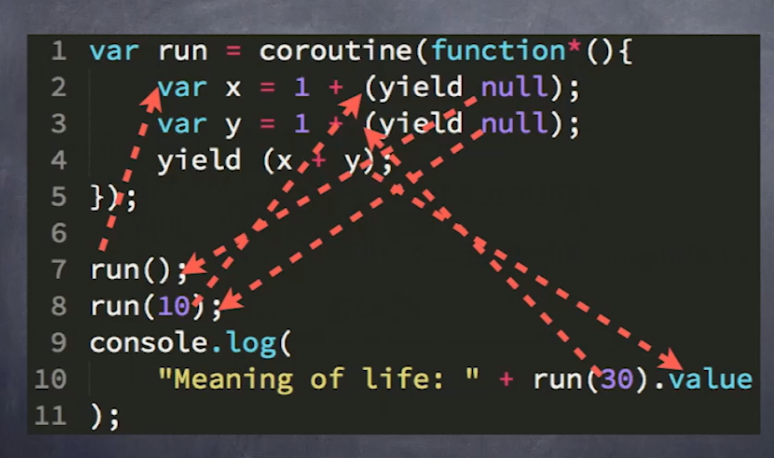 1 var run = coroutine(function*(){
2 var x = 1 + (yield null);
3 var y = 1 + (yield null);
4 yield (x + y);
5 });
6
7 run();
8 run(10);
9 console.log(
10 "Meaning of life: " + run(30).value
11 );